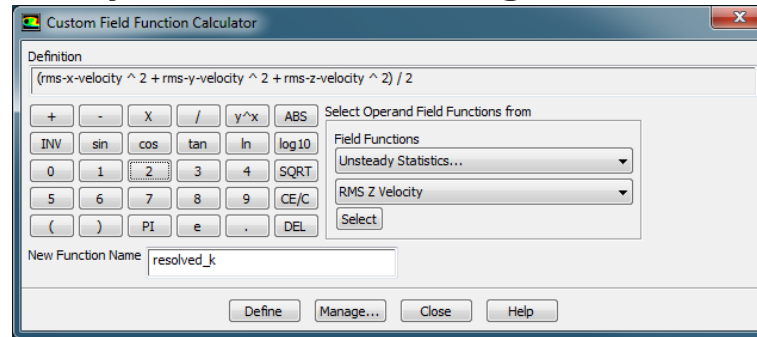 Custom Field Function Calculator
Definition
(rms-x-velocity ^ 2 + rms-y-velocity ^ 2 + rms-z-velocity ^ 2) / 2
+ - X / y^x ABS
INV sin cos tan ln log10
0 1 2 3 4 SQRT
5 6 7 8 9 CE/C
( ) PI e . DEL
Select Operand Field Functions from
Field Functions
Unsteady Statistics...
RMS Z Velocity
Select
New Function Name resolved_k
Define Manage... Close Help